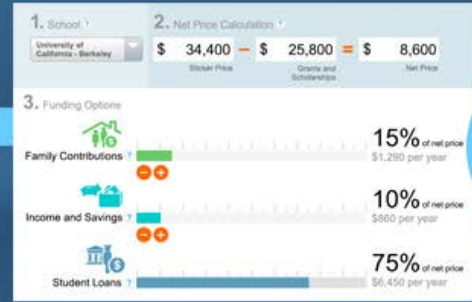 1. School ?
2. Net Price Calculation ?
University of
California - Berkeley
$ 34,400 - $ 25,800 = $ 8,600
Sticker Price
Grants and
Scholarships
Net Price
3. Funding Options
15% of net price
Family Contributions ?
$1,290 per year
10% of net price
Income and Savings ?
$860 per year
75% of net price
Student Loans ?
$6,450 per year